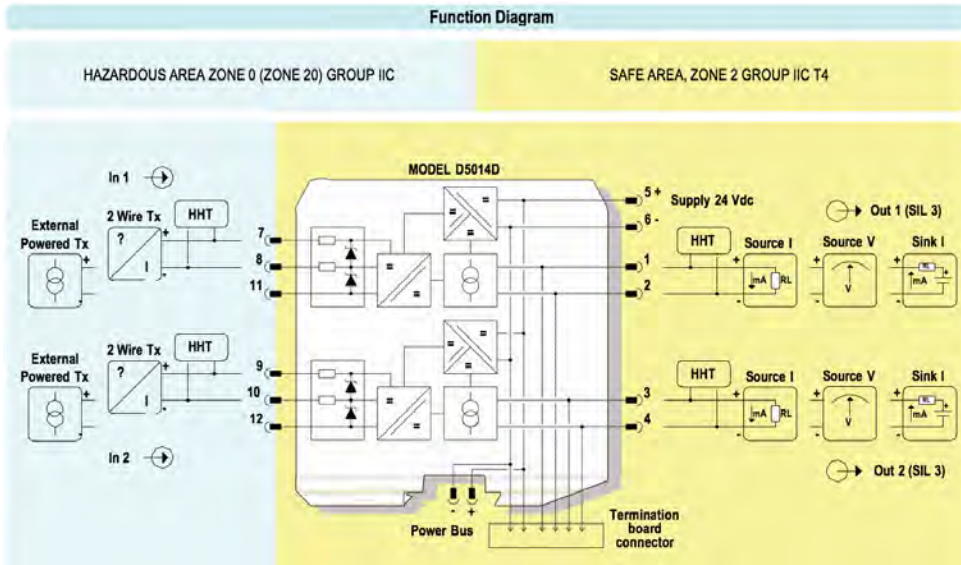 Function Diagram
HAZARDOUS AREA ZONE 0 (ZONE 20) GROUP IIC
SAFE AREA, ZONE 2 GROUP IIC T4
MODEL D5014D
In 1
5 + Supply 24 Vdc
6 -
Out 1 (SIL 3)
External
Powered Tx
2 Wire Tx
HHT
7
8
11
1
2
HHT
Source I
Source V
Sink I
+
-
?
I
+
-
=
=
=
=
+
-
mA
RL
+
-
V
+
-
RL
mA
+
External
Powered Tx
2 Wire Tx
HHT
9
10
12
3
4
HHT
Source I
Source V
Sink I
+
-
?
I
+
-
=
=
=
=
+
-
mA
RL
+
-
V
+
-
RL
mA
+
In 2
Out 2 (SIL 3)
- +
Power Bus
Termination
board
connector